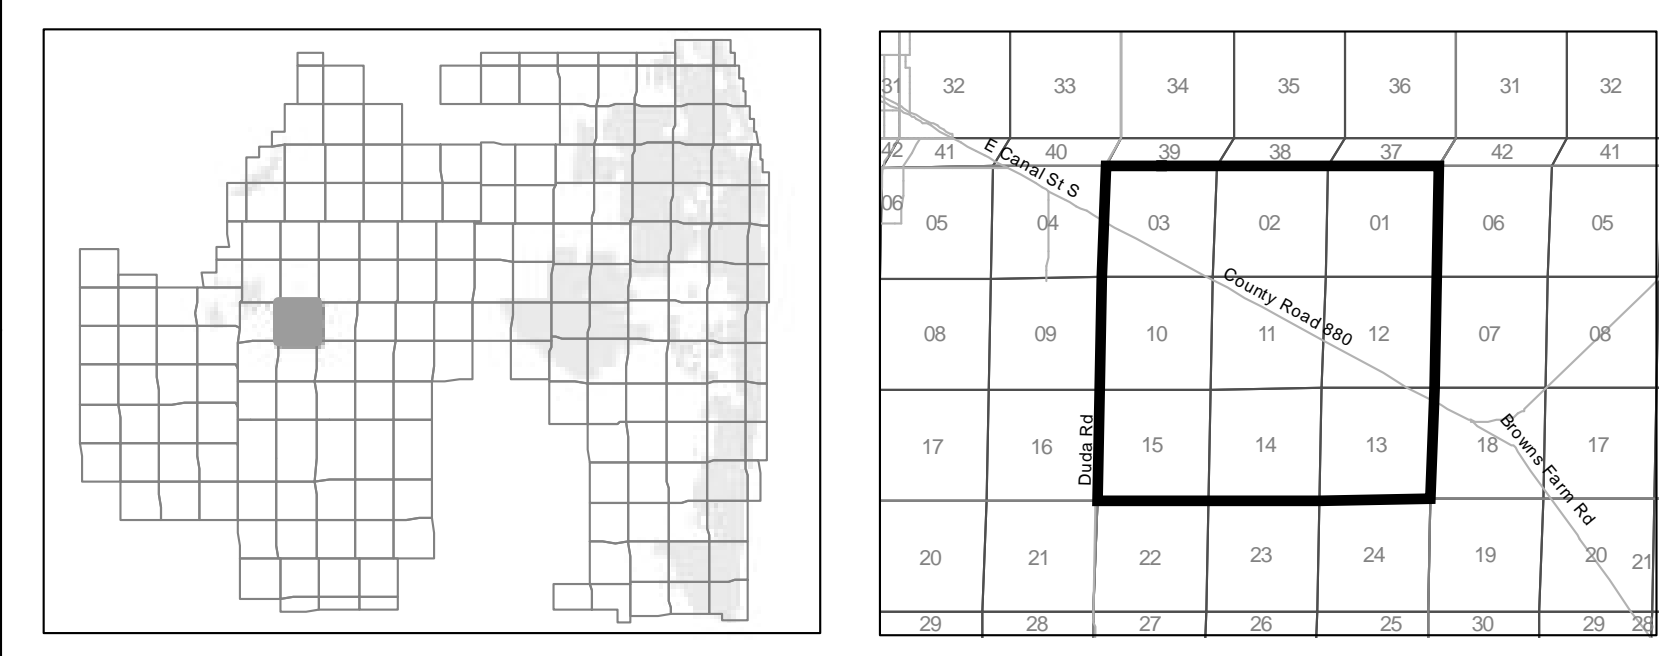 31 32 33 34 35 36 31 32
42 41 40 39 38 37 42 41
E Canal St S
06 05 04 03 02 01 06 05
County Road 880
08 09 10 11 12 07 08
Duda Rd
17 16 15 14 13 18 17
Browns Farm Rd
20 21 22 23 24 19 20 21
29 28 27 26 25 30 29 28